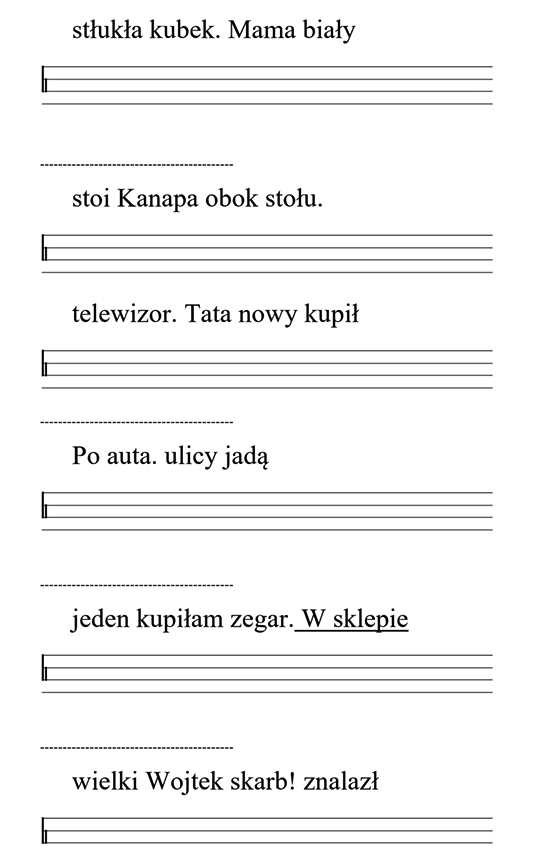 stłukła kubek. Mama biały
stoi Kanapa obok stołu.
telewizor. Tata nowy kupił
Po auta. ulicy jadą
jeden kupiłam zegar. W sklepie
wielki Wojtek skarb! znalazł